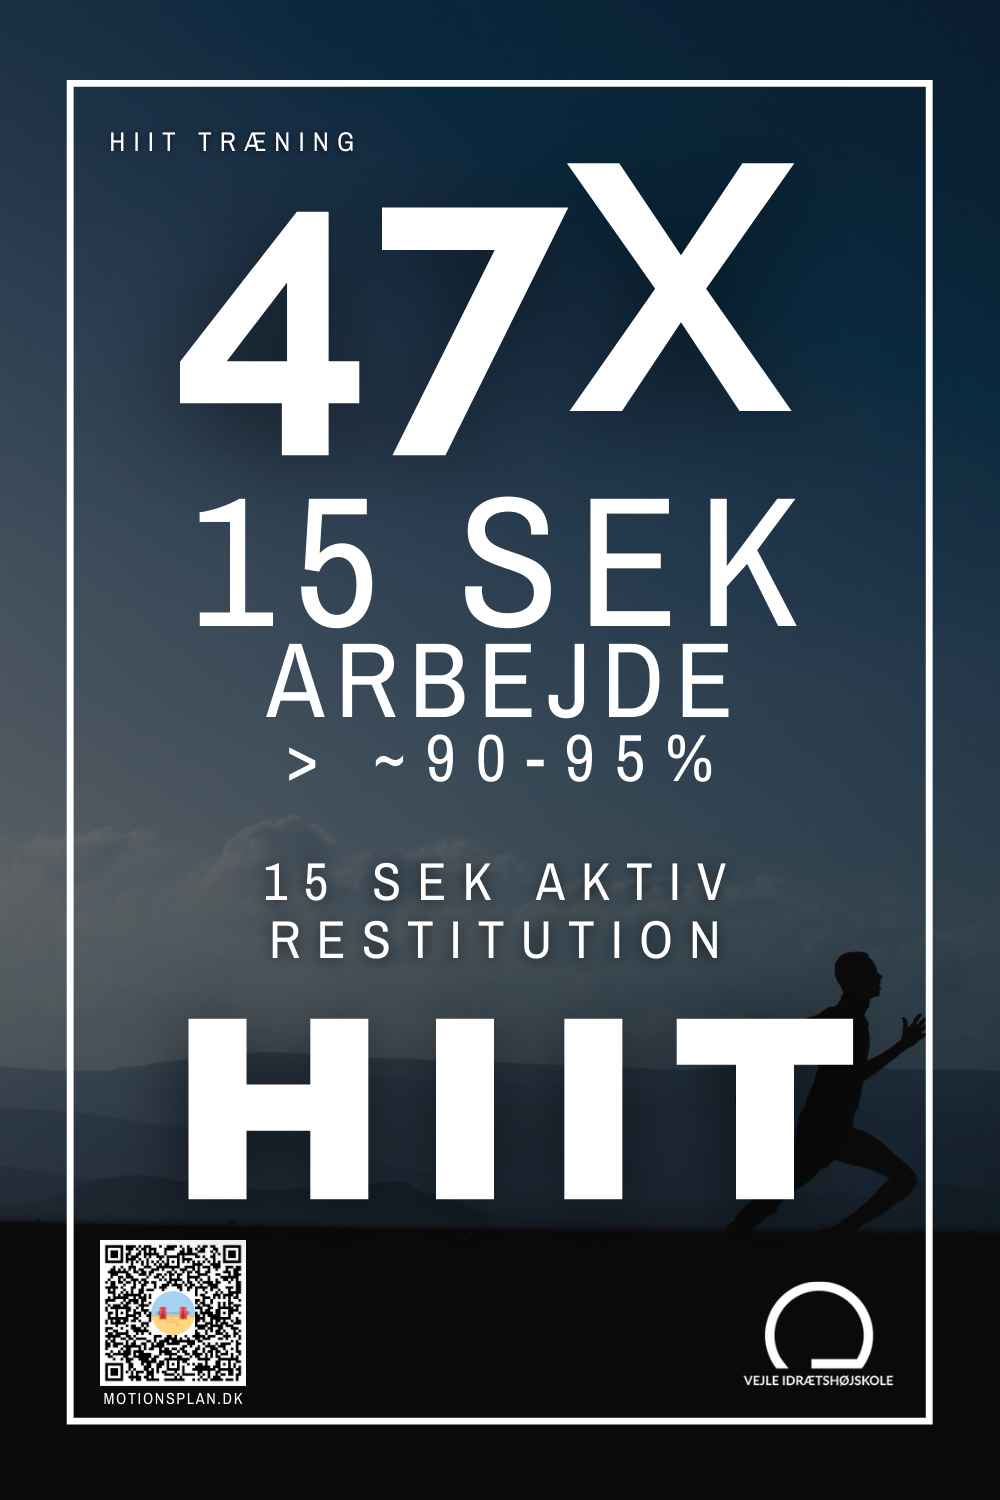 HIIT TRÆNING
47X
15 SEK
ARBEJDE
> ~90-95%
15 SEK AKTIV
RESTITUTION
HIIT
MOTIONSPLAN.DK
VEJLE IDRÆTSHØJSKOLE